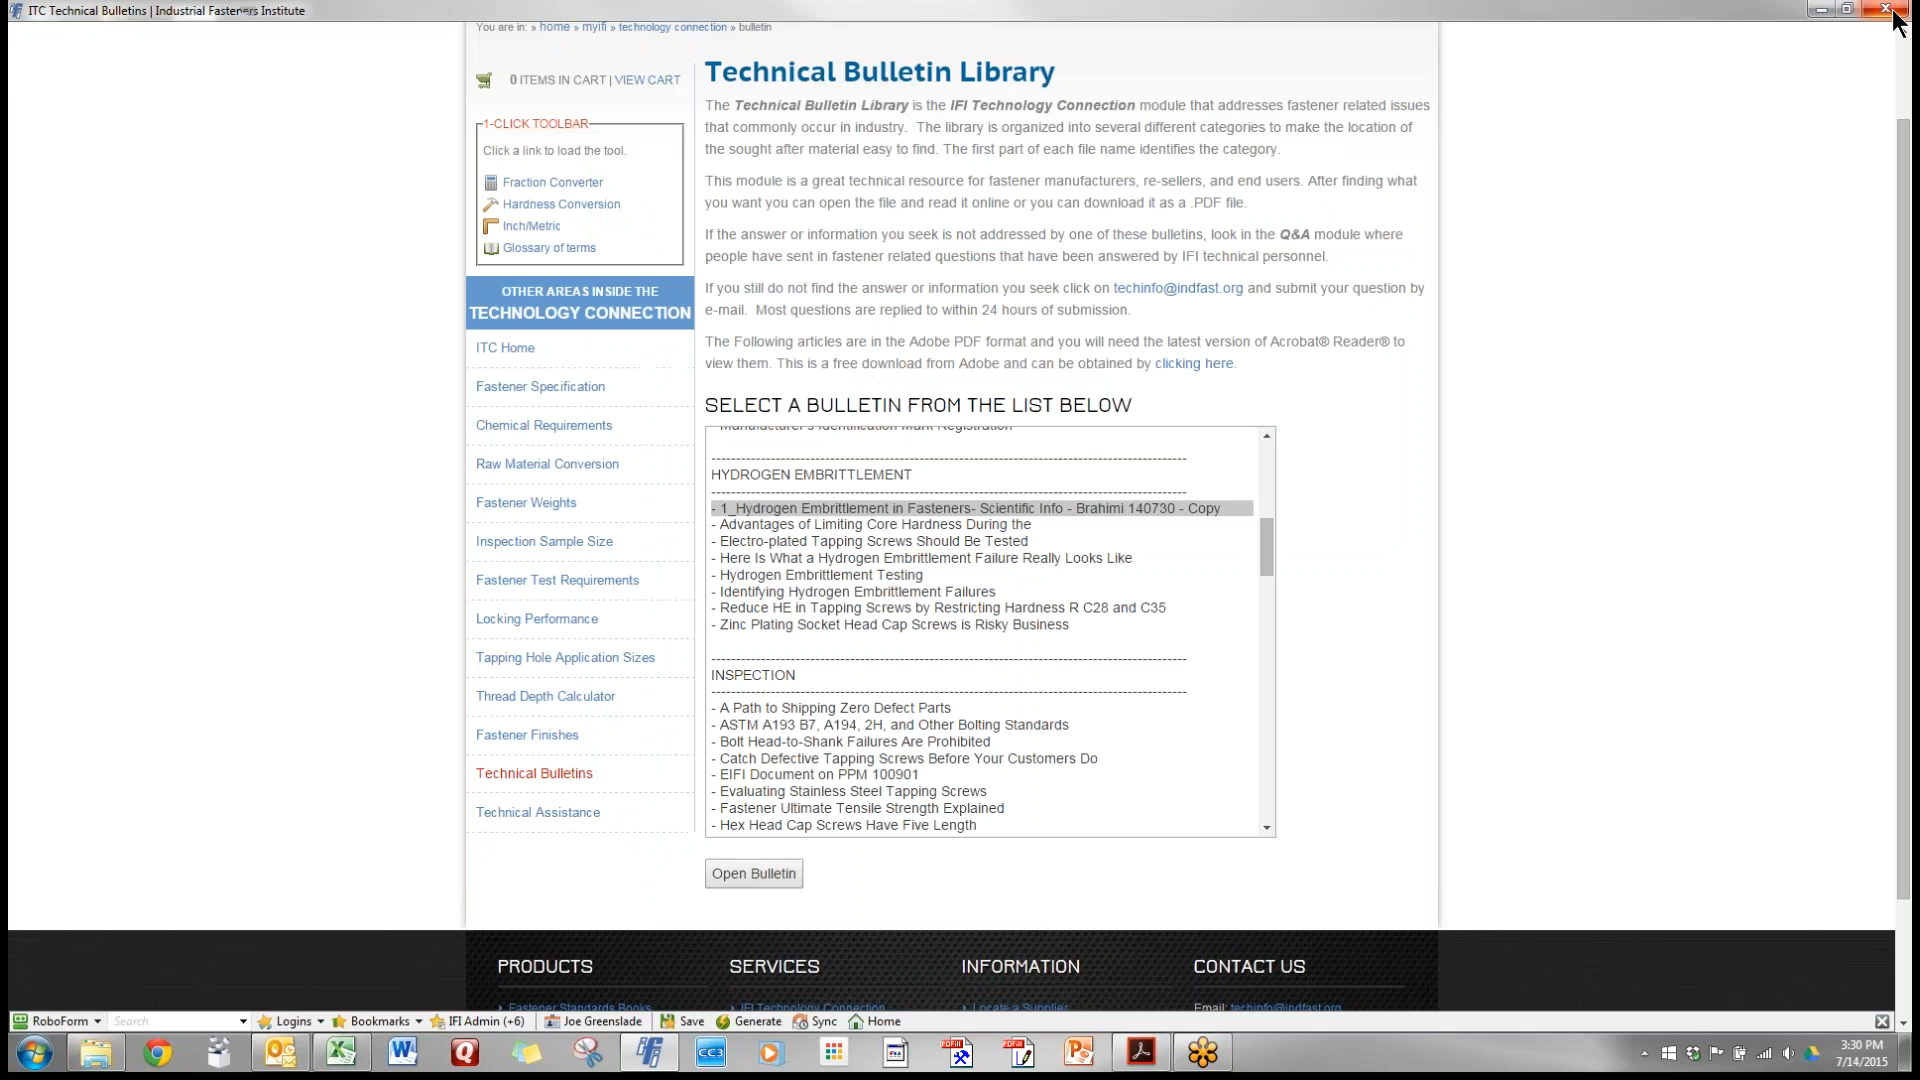 ITC Technical Bulletins | Industrial Fasteners Institute
You are in: » home » myifi » technology connection » bulletin
0 ITEMS IN CART | VIEW CART
1-CLICK TOOLBAR
Click a link to load the tool.
Fraction Converter
Hardness Conversion
Inch/Metric
Glossary of terms
OTHER AREAS INSIDE THE
TECHNOLOGY CONNECTION
ITC Home
Fastener Specification
Chemical Requirements
Raw Material Conversion
Fastener Weights
Inspection Sample Size
Fastener Test Requirements
Locking Performance
Tapping Hole Application Sizes
Thread Depth Calculator
Fastener Finishes
Technical Bulletins
Technical Assistance
Technical Bulletin Library
The Technical Bulletin Library is the IFI Technology Connection module that addresses fastener related issues
that commonly occur in industry. The library is organized into several different categories to make the location of
the sought after material easy to find. The first part of each file name identifies the category.
This module is a great technical resource for fastener manufacturers, re-sellers, and end users. After finding what
you want you can open the file and read it online or you can download it as a .PDF file.
If the answer or information you seek is not addressed by one of these bulletins, look in the Q&A module where
people have sent in fastener related questions that have been answered by IFI technical personnel.
If you still do not find the answer or information you seek click on techinfo@indfast.org and submit your question by
e-mail. Most questions are replied to within 24 hours of submission.
The Following articles are in the Adobe PDF format and you will need the latest version of Acrobat® Reader® to
view them. This is a free download from Adobe and can be obtained by clicking here.
SELECT A BULLETIN FROM THE LIST BELOW
- Manufacturer's Identification Mark Registration
HYDROGEN EMBRITTLEMENT
- 1_Hydrogen Embrittlement in Fasteners- Scientific Info - Brahimi 140730 - Copy
- Advantages of Limiting Core Hardness During the
- Electro-plated Tapping Screws Should Be Tested
- Here Is What a Hydrogen Embrittlement Failure Really Looks Like
- Hydrogen Embrittlement Testing
- Identifying Hydrogen Embrittlement Failures
- Reduce HE in Tapping Screws by Restricting Hardness R C28 and C35
- Zinc Plating Socket Head Cap Screws is Risky Business
INSPECTION
- A Path to Shipping Zero Defect Parts
- ASTM A193 B7, A194, 2H, and Other Bolting Standards
- Bolt Head-to-Shank Failures Are Prohibited
- Catch Defective Tapping Screws Before Your Customers Do
- EIFI Document on PPM 100901
- Evaluating Stainless Steel Tapping Screws
- Fastener Ultimate Tensile Strength Explained
- Hex Head Cap Screws Have Five Length
Open Bulletin
PRODUCTS SERVICES INFORMATION CONTACT US
Fastener Standards Books IFI Technology Connection Locate a Supplier Email: techinfo@indfast.org
RoboForm Search Logins Bookmarks IFI Admin (+6) Joe Greenslade Save Generate Sync Home
CC3 PDFill PDFill
3:30 PM
7/14/2015